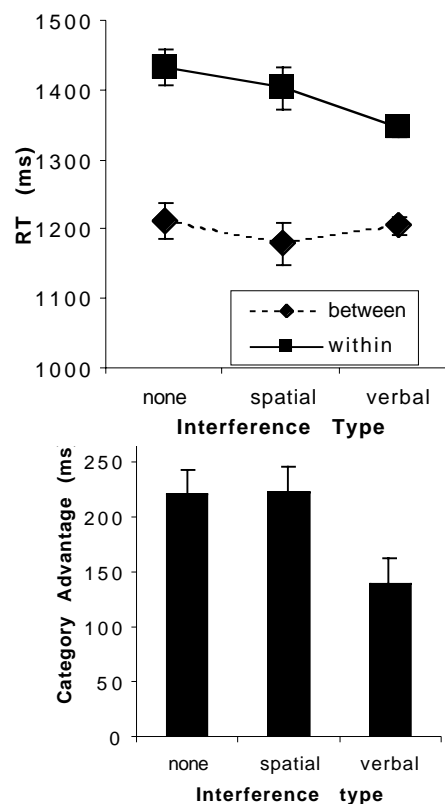 1500
1400
1300
1200
1100
1000
RT (ms)
between
within
none spatial verbal
Interference Type
250
200
150
100
50
0
Category Advantage (ms)
none spatial verbal
Interference type